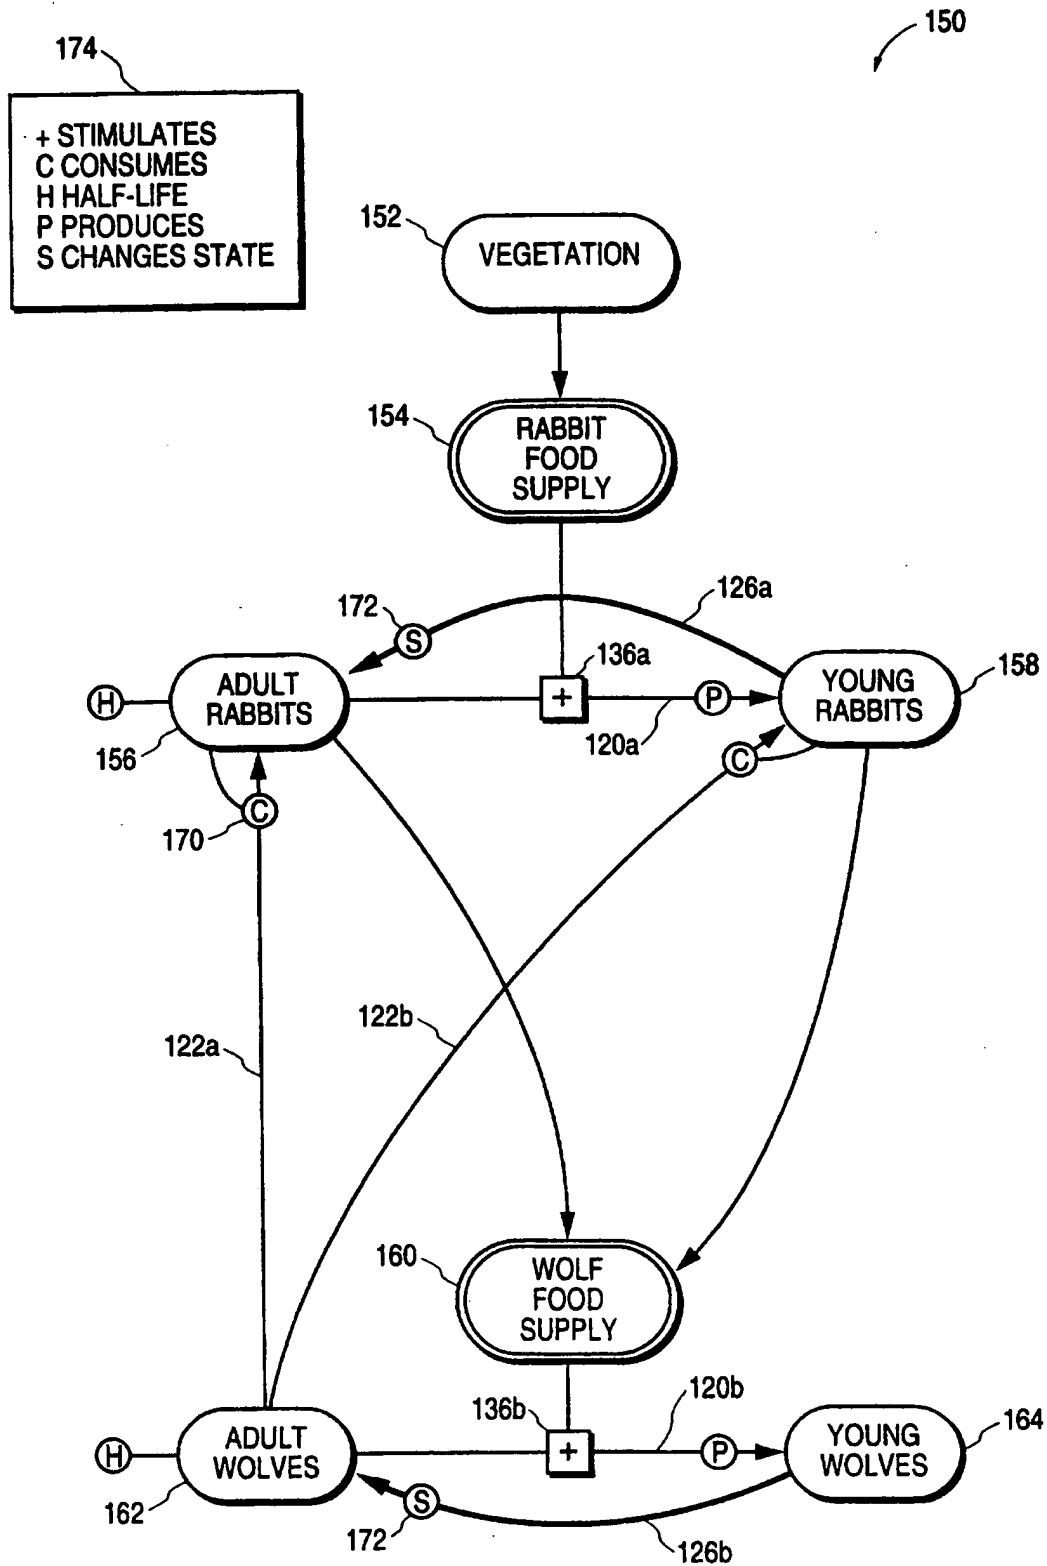 150
174
+ STIMULATES
C CONSUMES
H HALF-LIFE
P PRODUCES
S CHANGES STATE
152
VEGETATION
154
RABBIT
FOOD
SUPPLY
126a
172
S
136a
158
H
ADULT
RABBITS
+
P
YOUNG
RABBITS
156
120a
C
C
170
122b
122a
160
WOLF
FOOD
SUPPLY
120b
136b
164
H
ADULT
WOLVES
+
P
YOUNG
WOLVES
162
S
172
126b